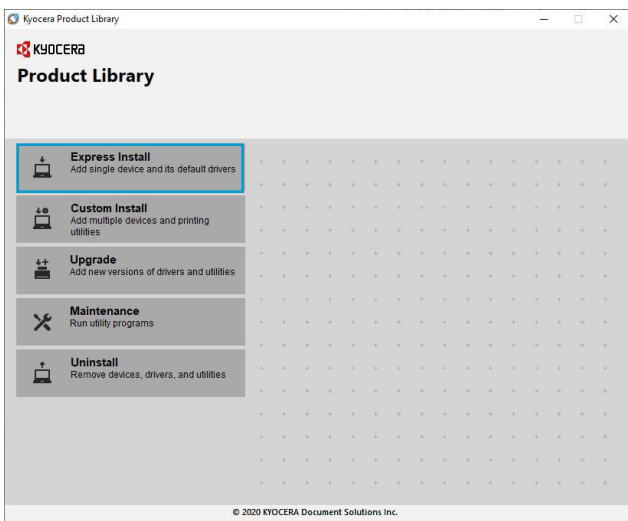 Kyocera Product Library
KYOCERA
Product Library
Express Install
Add single device and its default drivers
Custom Install
Add multiple devices and printing
utilities
Upgrade
Add new versions of drivers and utilities
Maintenance
Run utility programs
Uninstall
Remove devices, drivers, and utilities
© 2020 KYOCERA Document Solutions Inc.